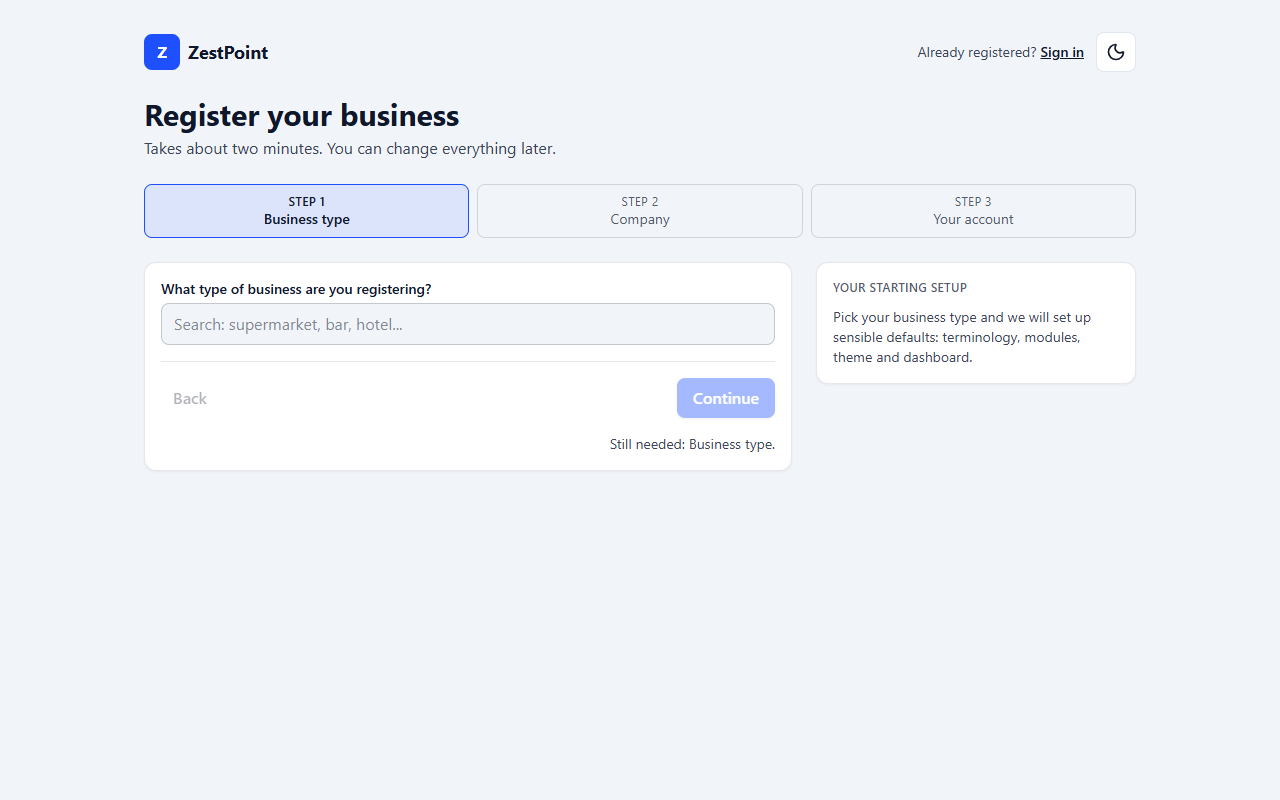 Z ZestPoint
Already registered? Sign in
Register your business
Takes about two minutes. You can change everything later.
STEP 1
Business type
STEP 2
Company
STEP 3
Your account
What type of business are you registering?
Search: supermarket, bar, hotel...
Back
Continue
Still needed: Business type.
YOUR STARTING SETUP
Pick your business type and we will set up
sensible defaults: terminology, modules,
theme and dashboard.